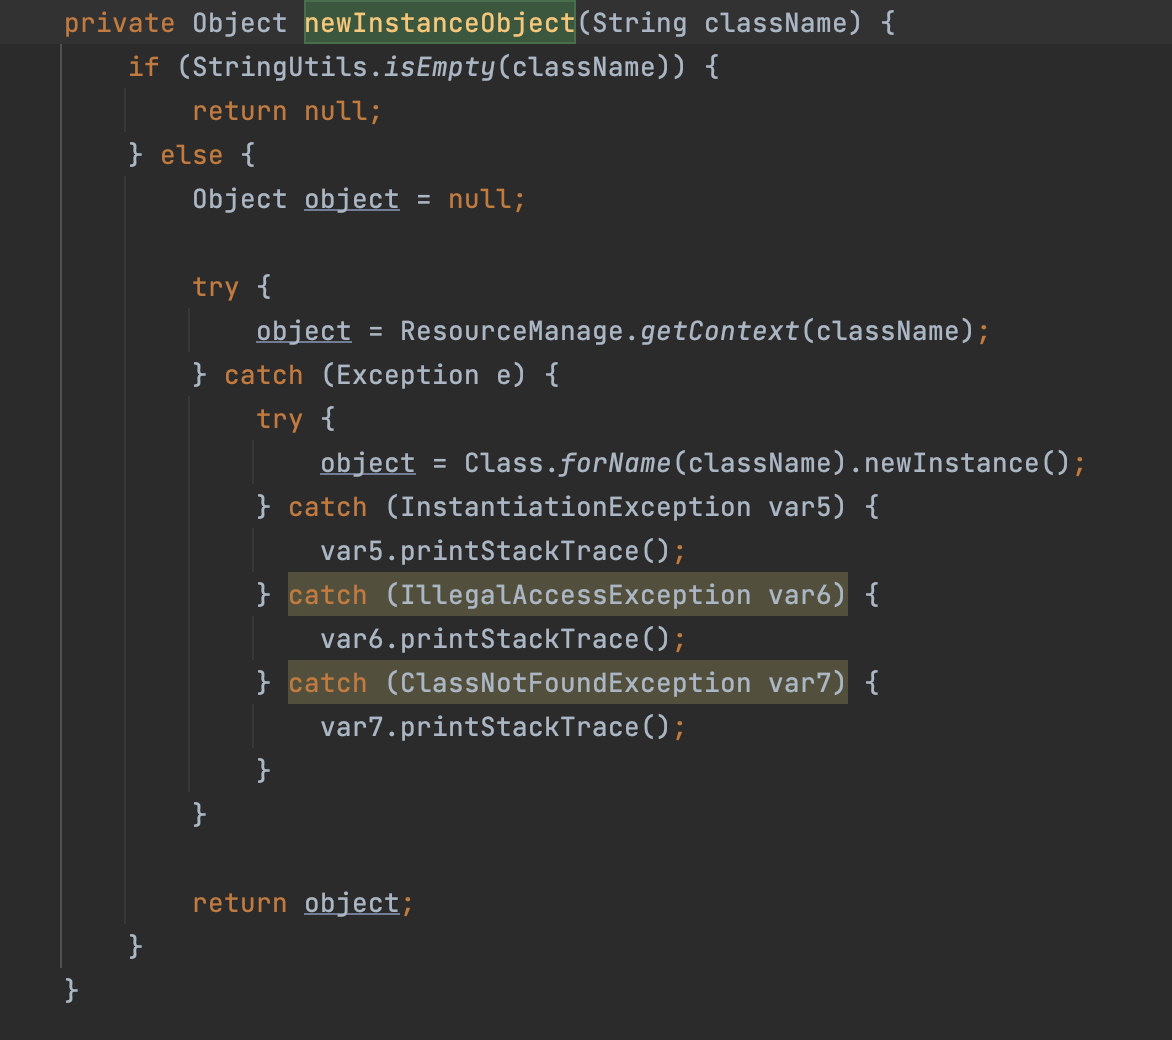 private Object newInstanceObject(String className) {
    if (StringUtils.isEmpty(className)) {
        return null;
    } else {
        Object object = null;

        try {
            object = ResourceManage.getContext(className);
        } catch (Exception e) {
            try {
                object = Class.forName(className).newInstance();
            } catch (InstantiationException var5) {
                var5.printStackTrace();
            } catch (IllegalAccessException var6) {
                var6.printStackTrace();
            } catch (ClassNotFoundException var7) {
                var7.printStackTrace();
            }
        }

        return object;
    }
}